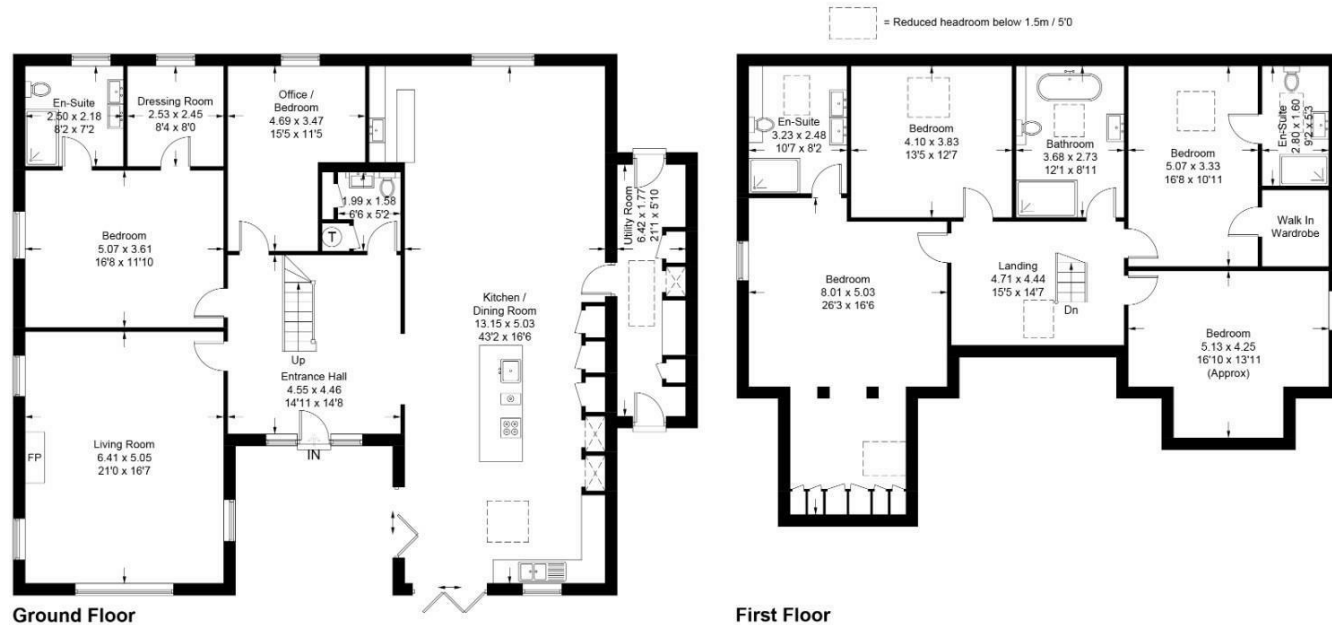 = Reduced headroom below 1.5m / 5'0
En-Suite
2.50 x 2.18
8'2 x 7'2
Dressing Room
2.53 x 2.45
8'4 x 8'0
Office /
Bedroom
4.69 x 3.47
15'5 x 11'5
1.99 x 1.58
6'6 x 5'2
T
Bedroom
5.07 x 3.61
16'8 x 11'10
Utility Room
6.42 x 1.77
21'1 x 5'10
Kitchen /
Dining Room
13.15 x 5.03
43'2 x 16'6
Up
Entrance Hall
4.55 x 4.46
14'11 x 14'8
IN
Living Room
6.41 x 5.05
21'0 x 16'7
FP
Ground Floor
En-Suite
3.23 x 2.48
10'7 x 8'2
Bedroom
4.10 x 3.83
13'5 x 12'7
Bathroom
3.68 x 2.73
12'1 x 8'11
Bedroom
5.07 x 3.33
16'8 x 10'11
En-Suite
2.80 x 1.60
9'2 x 5'3
Walk In
Wardrobe
Landing
4.71 x 4.44
15'5 x 14'7
Dn
Bedroom
8.01 x 5.03
26'3 x 16'6
Bedroom
5.13 x 4.25
16'10 x 13'11
(Approx)
First Floor